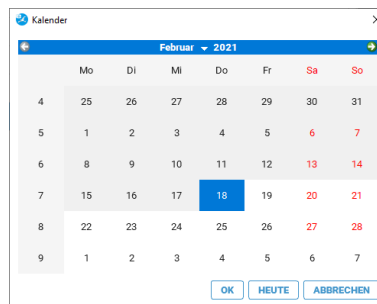 Kalender
Februar 2021
Mo Di Mi Do Fr Sa So
4 25 26 27 28 29 30 31
5 1 2 3 4 5 6 7
6 8 9 10 11 12 13 14
7 15 16 17 18 19 20 21
8 22 23 24 25 26 27 28
9 1 2 3 4 5 6 7
OK HEUTE ABBRECHEN